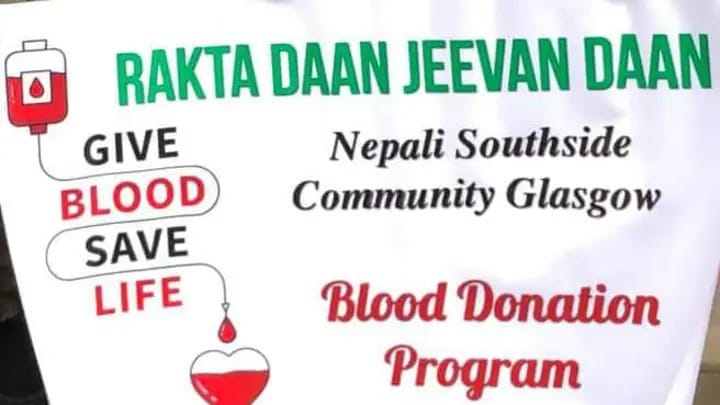 RAKTA DAAN JEEVAN DAAN
GIVE
BLOOD
SAVE
LIFE
Nepali Southside
Community Glasgow
Blood Donation
Program